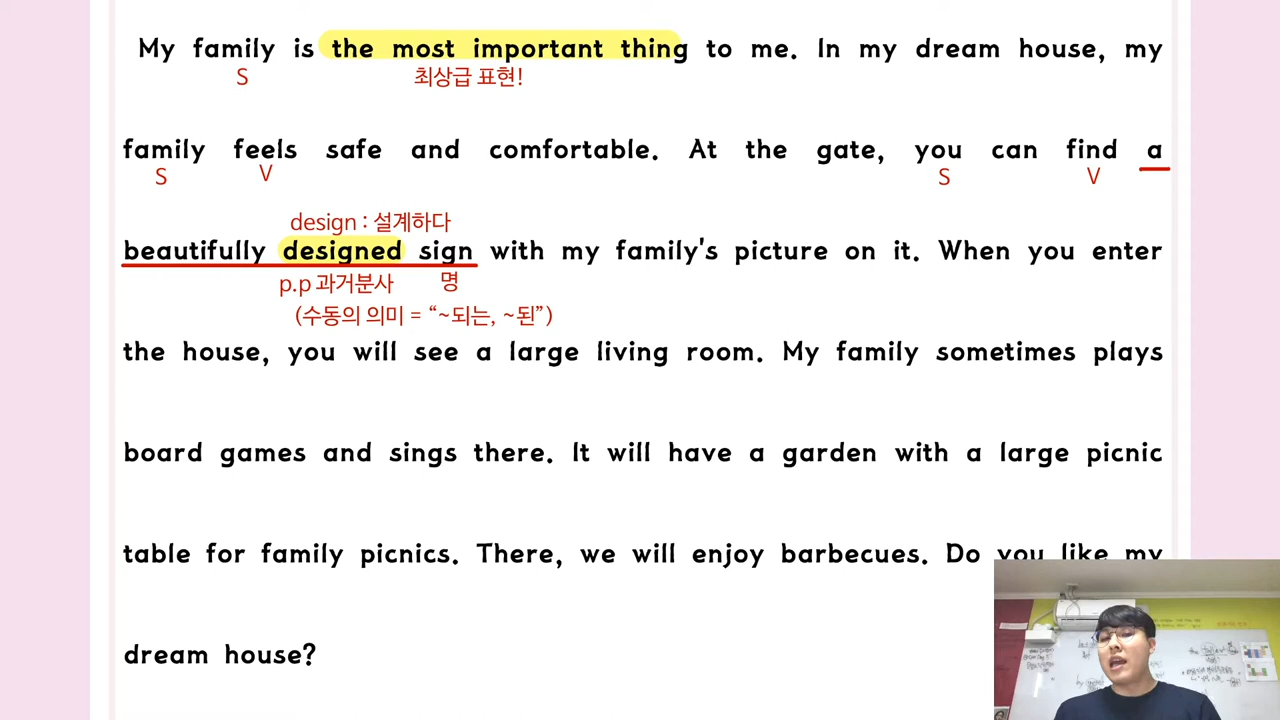 My family is the most important thing to me. In my dream house, my
S 최상급 표현!
family feels safe and comfortable. At the gate, you can find a
S V S V
design : 설계하다
beautifully designed sign with my family's picture on it. When you enter
p.p 과거분사 명
(수동의 의미 = “~되는, ~된”)
the house, you will see a large living room. My family sometimes plays
board games and sings there. It will have a garden with a large picnic
table for family picnics. There, we will enjoy barbecues. Do you like my
dream house?